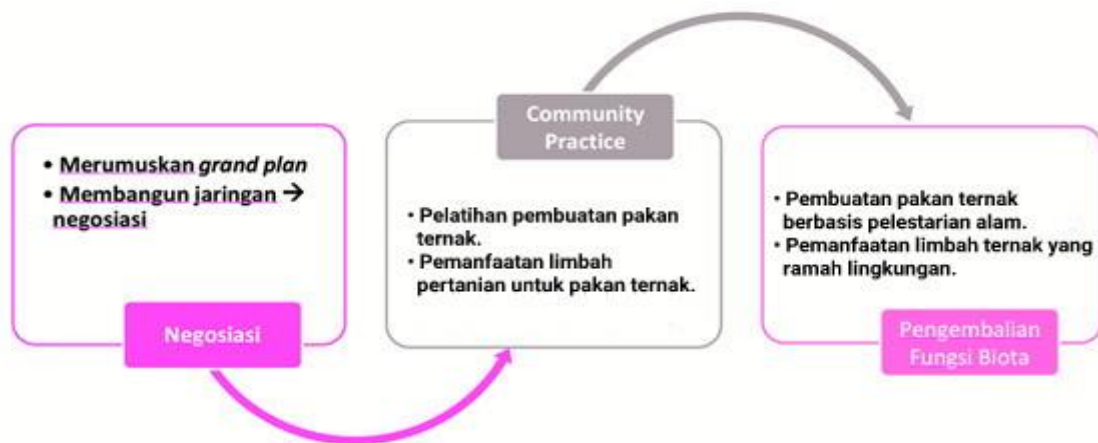 • Merumuskan grand plan
• Membangun jaringan →
negosiasi
Negosiasi
Community
Practice
• Pelatihan pembuatan pakan
ternak.
• Pemanfaatan limbah
pertanian untuk pakan ternak.
• Pembuatan pakan ternak
berbasis pelestarian alam.
• Pemanfaatan limbah ternak yang
ramah lingkungan.
Pengembalian
Fungsi Biota